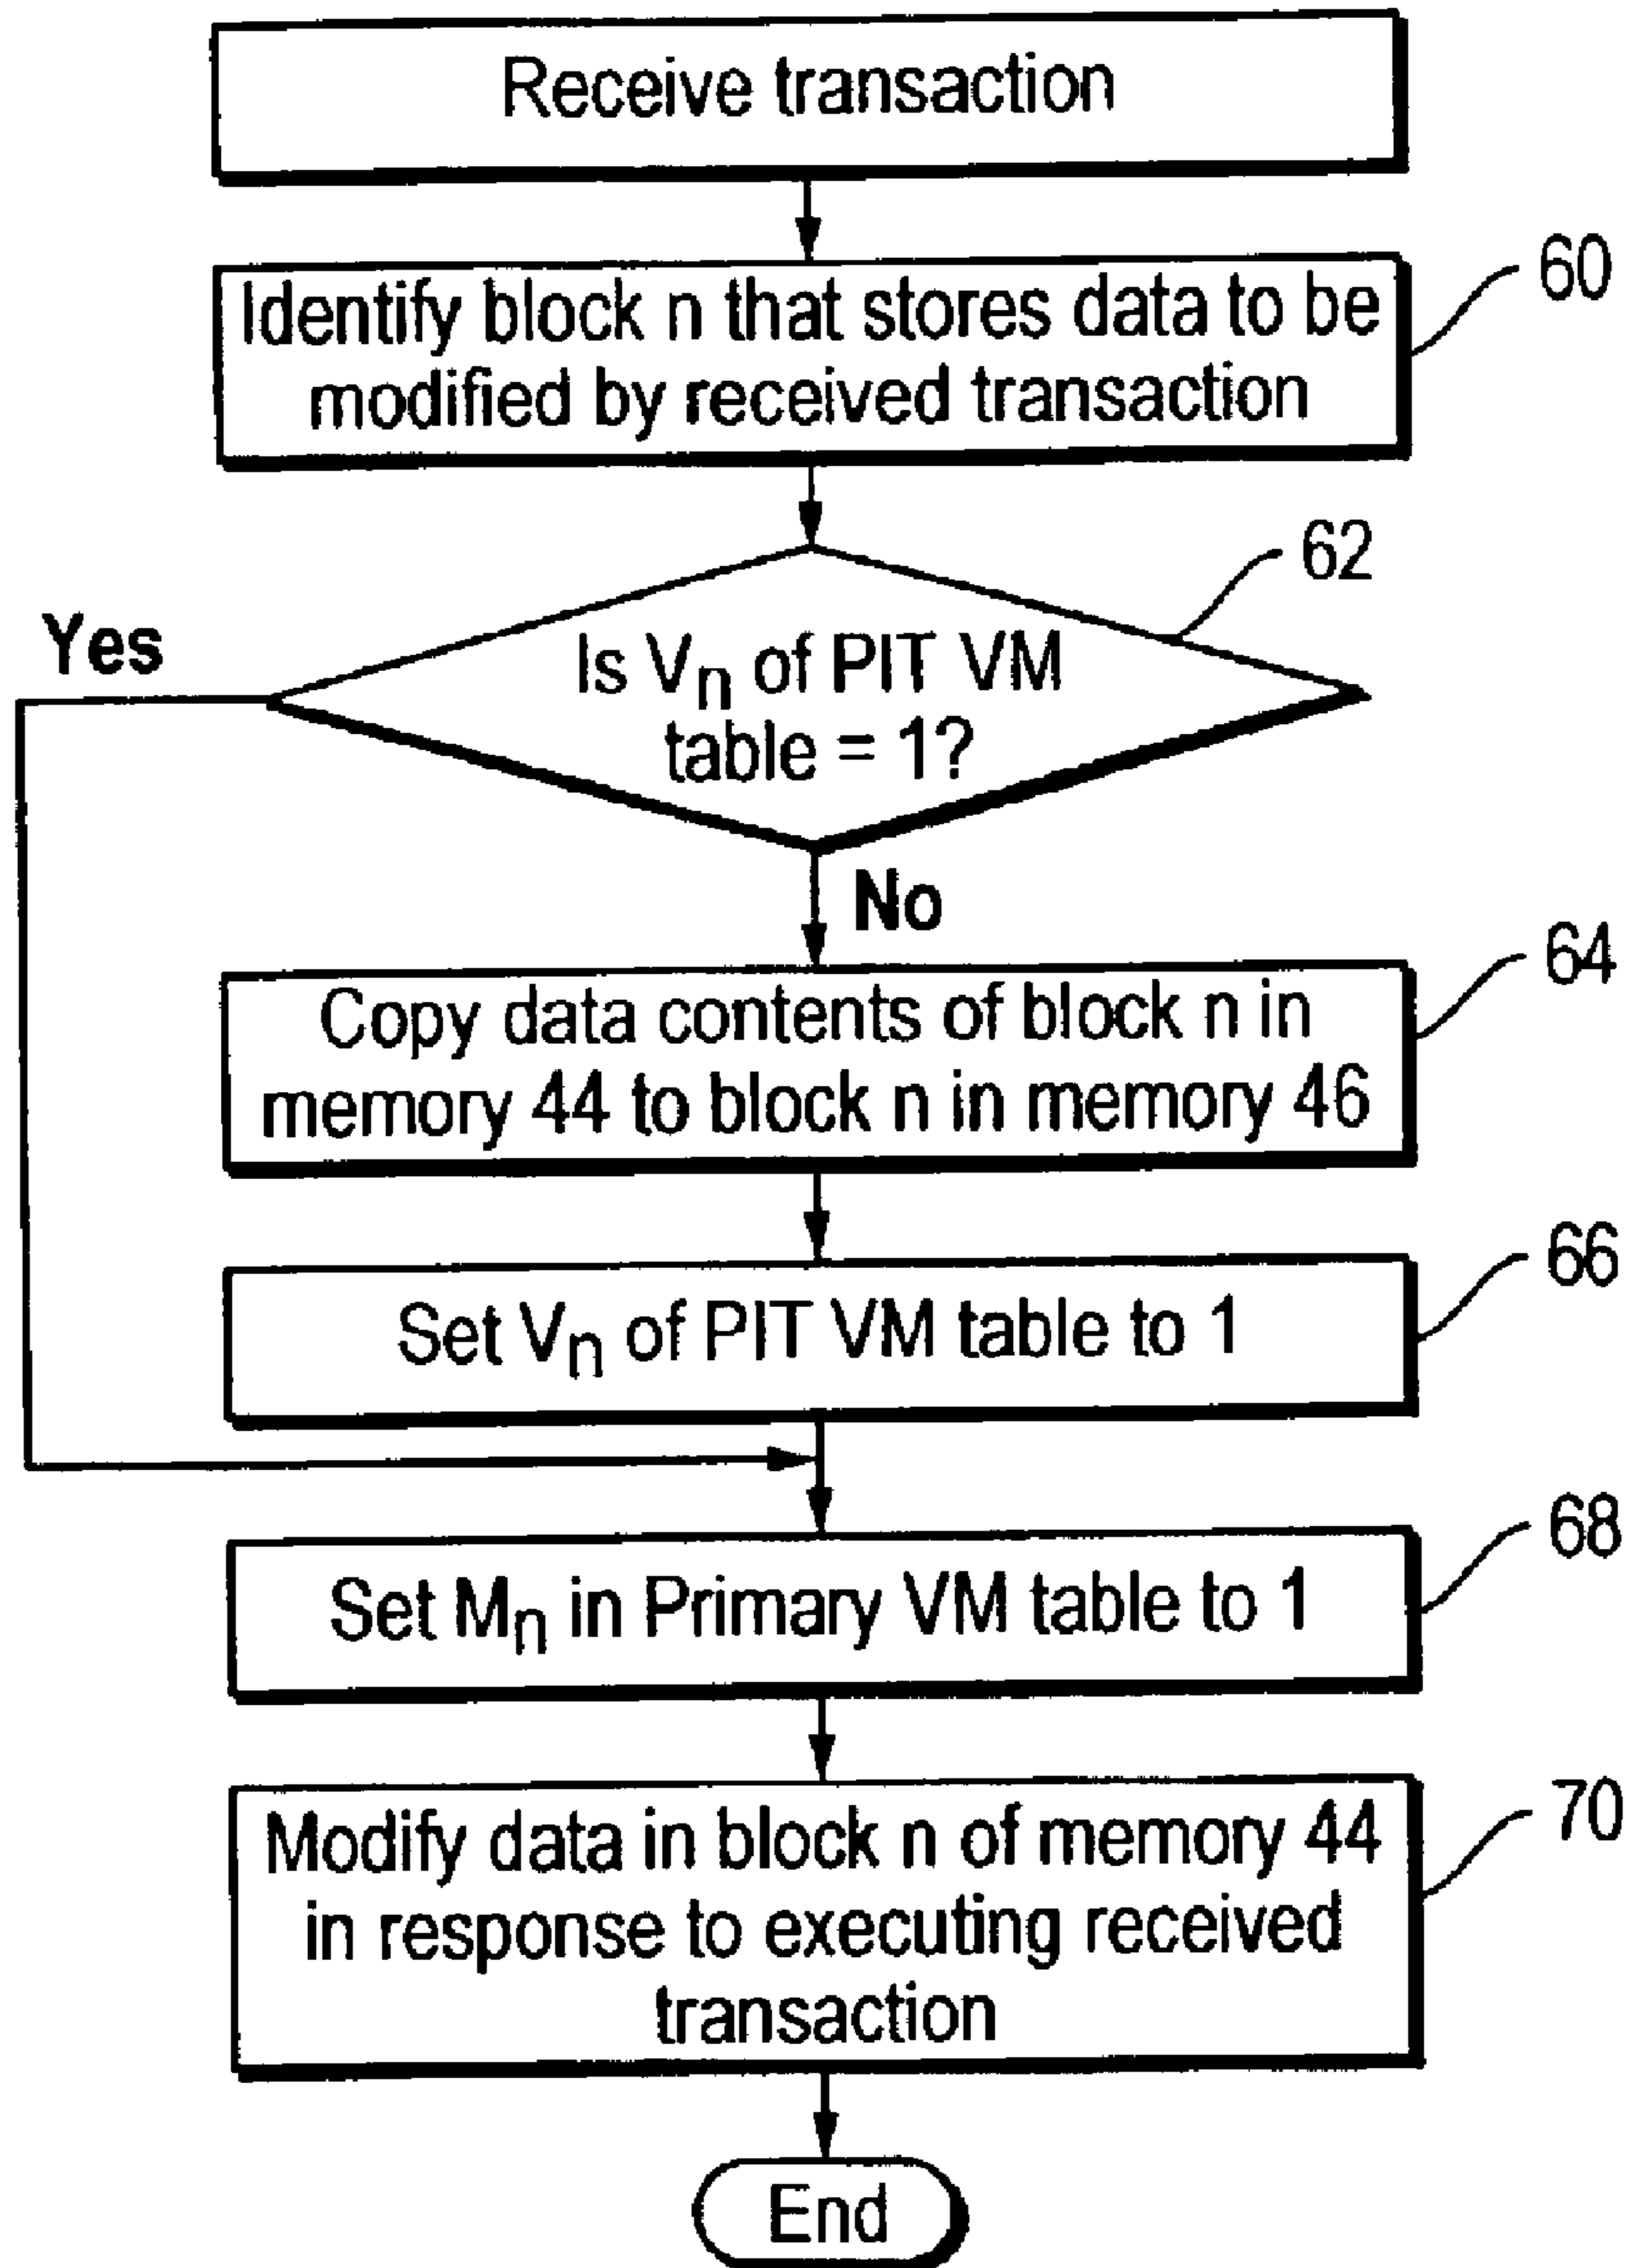 Receive transaction
60
Identify block n that stores data to be
modified by received transaction
62
Yes
Is Vn of PIT VM
table = 1?
No
64
Copy data contents of block n in
memory 44 to block n in memory 46
66
Set Vn of PIT VM table to 1
68
Set Mn in Primary VM table to 1
70
Modify data in block n of memory 44
in response to executing received
transaction
End